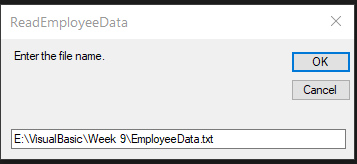 ReadEmployeeData
Enter the file name.
OK
Cancel
E:\VisualBasic\Week 9\EmployeeData.txt